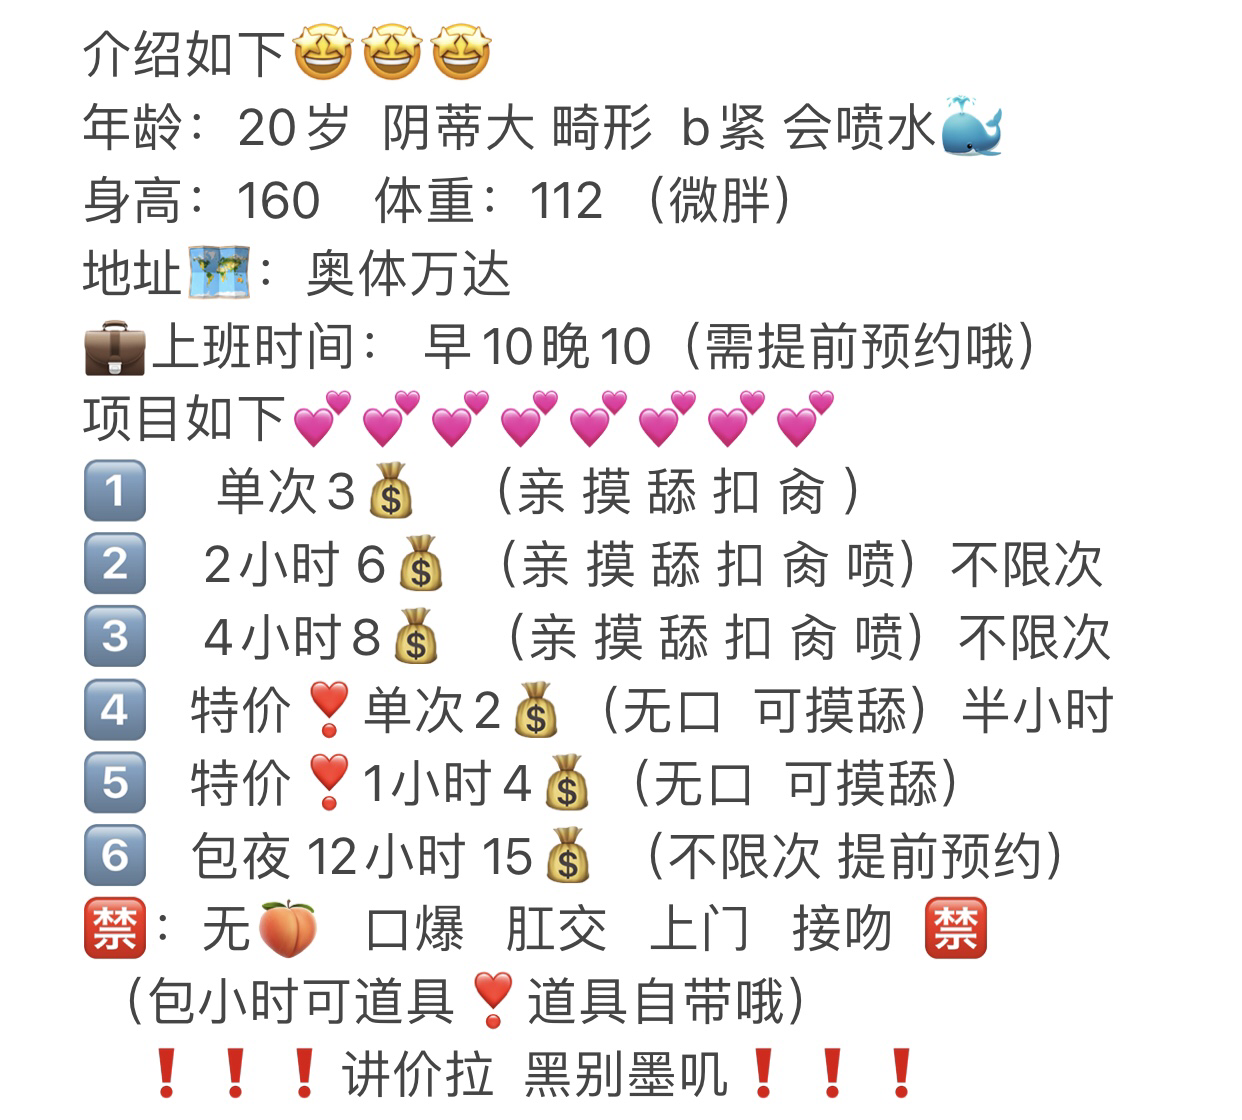 介绍如下🤩🤩🤩
年龄：20岁 阴蒂大 畸形 b紧 会喷水🐳
身高：160 体重：112 （微胖）
地址🗺️：奥体万达
💼上班时间： 早10晚10（需提前预约哦）
项目如下💕💕💕💕💕💕💕💕
1️⃣ 单次3💰 （亲 摸 舔 扣 肏 ）
2️⃣ 2小时 6💰 （亲 摸 舔 扣 肏 喷）不限次
3️⃣ 4小时8💰 （亲 摸 舔 扣 肏 喷）不限次
4️⃣ 特价❣️单次2💰（无口 可摸舔）半小时
5️⃣ 特价❣️1小时4💰（无口 可摸舔）
6️⃣ 包夜 12小时 15💰 （不限次 提前预约）
🈲：无🍑 口爆 肛交 上门 接吻 🈲
（包小时可道具❣️道具自带哦）
❗❗❗讲价拉 黑别墨叽❗❗❗